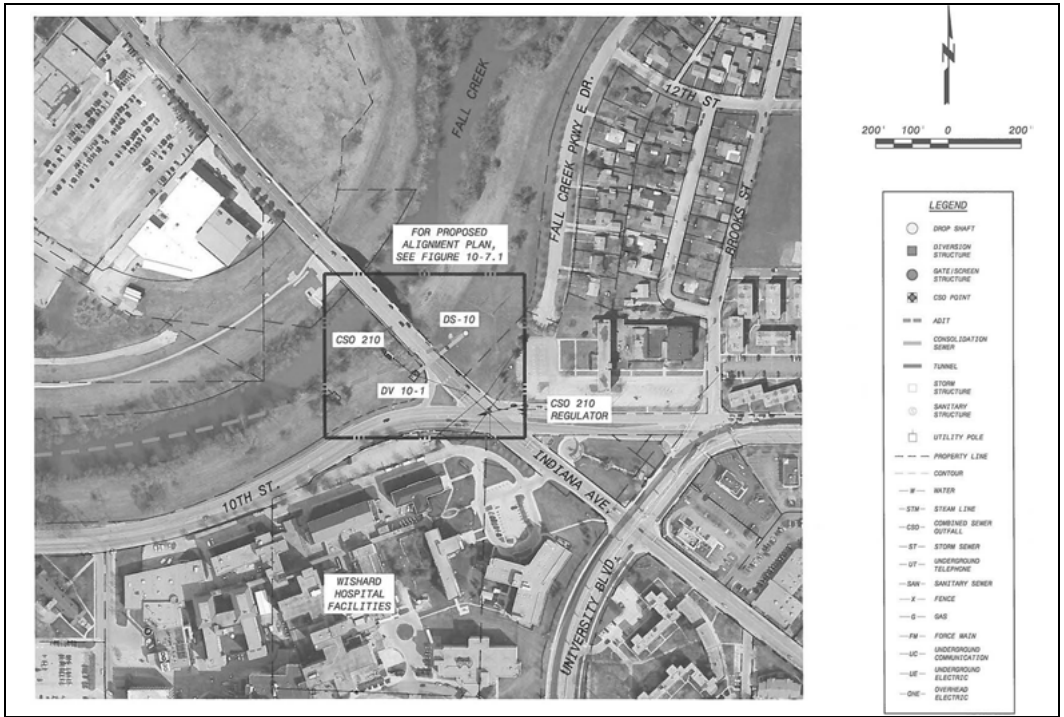 FALL CREEK
FALL CREEK PKWY E DR.
12TH ST
BROOKS ST.
FOR PROPOSED
ALIGNMENT PLAN,
SEE FIGURE 10-7.1
DS-10
CSO 210
DV 10-1
CSO 210
REGULATOR
INDIANA AVE.
10TH ST.
UNIVERSITY BLVD.
WISHARD
HOSPITAL
FACILITIES
N
200' 100' 0 200'
LEGEND
DROP SHAFT
DIVERSION
STRUCTURE
GATE/SCREEN
STRUCTURE
CSO POINT
ADIT
CONSOLIDATION
SEWER
TUNNEL
STORM
STRUCTURE
SANITARY
STRUCTURE
UTILITY POLE
PROPERTY LINE
CONTOUR
W WATER
STM STEAM LINE
CSO COMBINED SEWER
OUTFALL
ST STORM SEWER
UT UNDERGROUND
TELEPHONE
SAN SANITARY SEWER
X FENCE
G GAS
FM FORCE MAIN
UC UNDERGROUND
COMMUNICATION
UE UNDERGROUND
ELECTRIC
OHE OVERHEAD
ELECTRIC